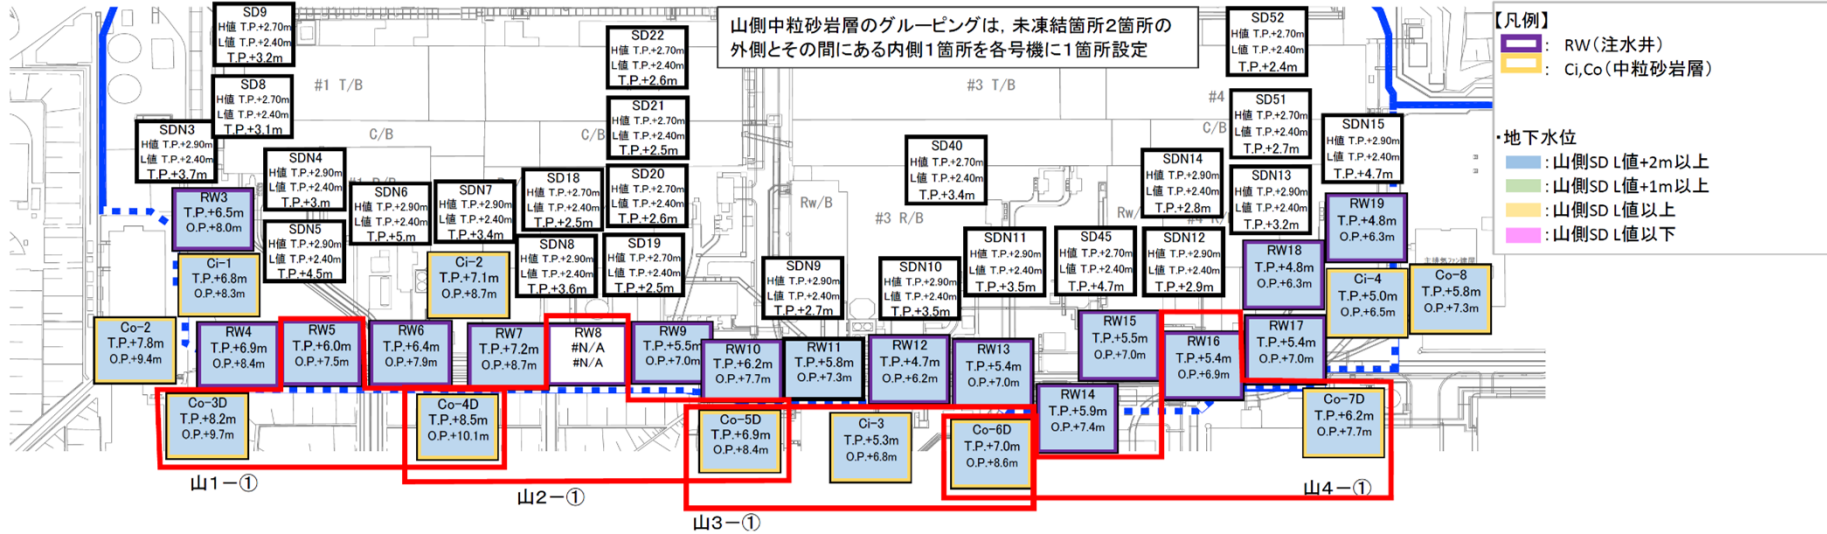 山側中粒砂岩層のグルーピングは，未凍結箇所2箇所の
外側とその間にある内側1箇所を各号機に1箇所設定
【凡例】
： RW（注水井）
： Ci,Co（中粒砂岩層）
・地下水位
：山側SD L値+2m以上
：山側SD L値+1m以上
：山側SD L値以上
：山側SD L値以下
SD9
H値 T.P.+2.70m
L値 T.P.+2.40m
T.P.+3.2m
SD8
H値 T.P.+2.70m
L値 T.P.+2.40m
T.P.+3.1m
SDN3
H値 T.P.+2.90m
L値 T.P.+2.40m
T.P.+3.7m
SDN4
H値 T.P.+2.90m
L値 T.P.+2.40m
T.P.+3.m
SDN5
H値 T.P.+2.90m
L値 T.P.+2.40m
T.P.+4.5m
SDN6
H値 T.P.+2.90m
L値 T.P.+2.40m
T.P.+5.m
SDN7
H値 T.P.+2.90m
L値 T.P.+2.40m
T.P.+3.4m
SD18
H値 T.P.+2.70m
L値 T.P.+2.40m
T.P.+2.5m
SDN8
H値 T.P.+2.90m
L値 T.P.+2.40m
T.P.+3.6m
SD22
H値 T.P.+2.70m
L値 T.P.+2.40m
T.P.+2.6m
SD21
H値 T.P.+2.70m
L値 T.P.+2.40m
T.P.+2.5m
SD20
H値 T.P.+2.70m
L値 T.P.+2.40m
T.P.+2.6m
SD19
H値 T.P.+2.70m
L値 T.P.+2.40m
T.P.+2.5m
SDN9
H値 T.P.+2.90m
L値 T.P.+2.40m
T.P.+2.7m
SDN10
H値 T.P.+2.90m
L値 T.P.+2.40m
T.P.+3.5m
SD40
H値 T.P.+2.70m
L値 T.P.+2.40m
T.P.+3.4m
SDN11
H値 T.P.+2.90m
L値 T.P.+2.40m
T.P.+3.5m
SD45
H値 T.P.+2.70m
L値 T.P.+2.40m
T.P.+4.7m
SDN12
H値 T.P.+2.90m
L値 T.P.+2.40m
T.P.+2.9m
SDN14
H値 T.P.+2.90m
L値 T.P.+2.40m
T.P.+2.8m
SD52
H値 T.P.+2.70m
L値 T.P.+2.40m
T.P.+2.4m
SD51
H値 T.P.+2.70m
L値 T.P.+2.40m
T.P.+2.7m
SDN13
H値 T.P.+2.90m
L値 T.P.+2.40m
T.P.+3.2m
SDN15
H値 T.P.+2.90m
L値 T.P.+2.40m
T.P.+4.7m
#1 T/B
C/B
C/B
#3 T/B
#4
C/B
Rw/B
#3 R/B
Rw/
RW3
T.P.+6.5m
O.P.+8.0m
Ci-1
T.P.+6.8m
O.P.+8.3m
Ci-2
T.P.+7.1m
O.P.+8.7m
Co-2
T.P.+7.8m
O.P.+9.4m
RW4
T.P.+6.9m
O.P.+8.4m
RW5
T.P.+6.0m
O.P.+7.5m
RW6
T.P.+6.4m
O.P.+7.9m
RW7
T.P.+7.2m
O.P.+8.7m
RW8
#N/A
#N/A
RW9
T.P.+5.5m
O.P.+7.0m
RW10
T.P.+6.2m
O.P.+7.7m
RW11
T.P.+5.8m
O.P.+7.3m
RW12
T.P.+4.7m
O.P.+6.2m
RW13
T.P.+5.4m
O.P.+7.0m
RW14
T.P.+5.9m
O.P.+7.4m
RW15
T.P.+5.5m
O.P.+7.0m
RW16
T.P.+5.4m
O.P.+6.9m
RW17
T.P.+5.4m
O.P.+7.0m
RW18
T.P.+4.8m
O.P.+6.3m
RW19
T.P.+4.8m
O.P.+6.3m
Ci-4
T.P.+5.0m
O.P.+6.5m
Co-8
T.P.+5.8m
O.P.+7.3m
Co-3D
T.P.+8.2m
O.P.+9.7m
Co-4D
T.P.+8.5m
O.P.+10.1m
Co-5D
T.P.+6.9m
O.P.+8.4m
Ci-3
T.P.+5.3m
O.P.+6.8m
Co-6D
T.P.+7.0m
O.P.+8.6m
Co-7D
T.P.+6.2m
O.P.+7.7m
山1－①
山2－①
山3－①
山4－①